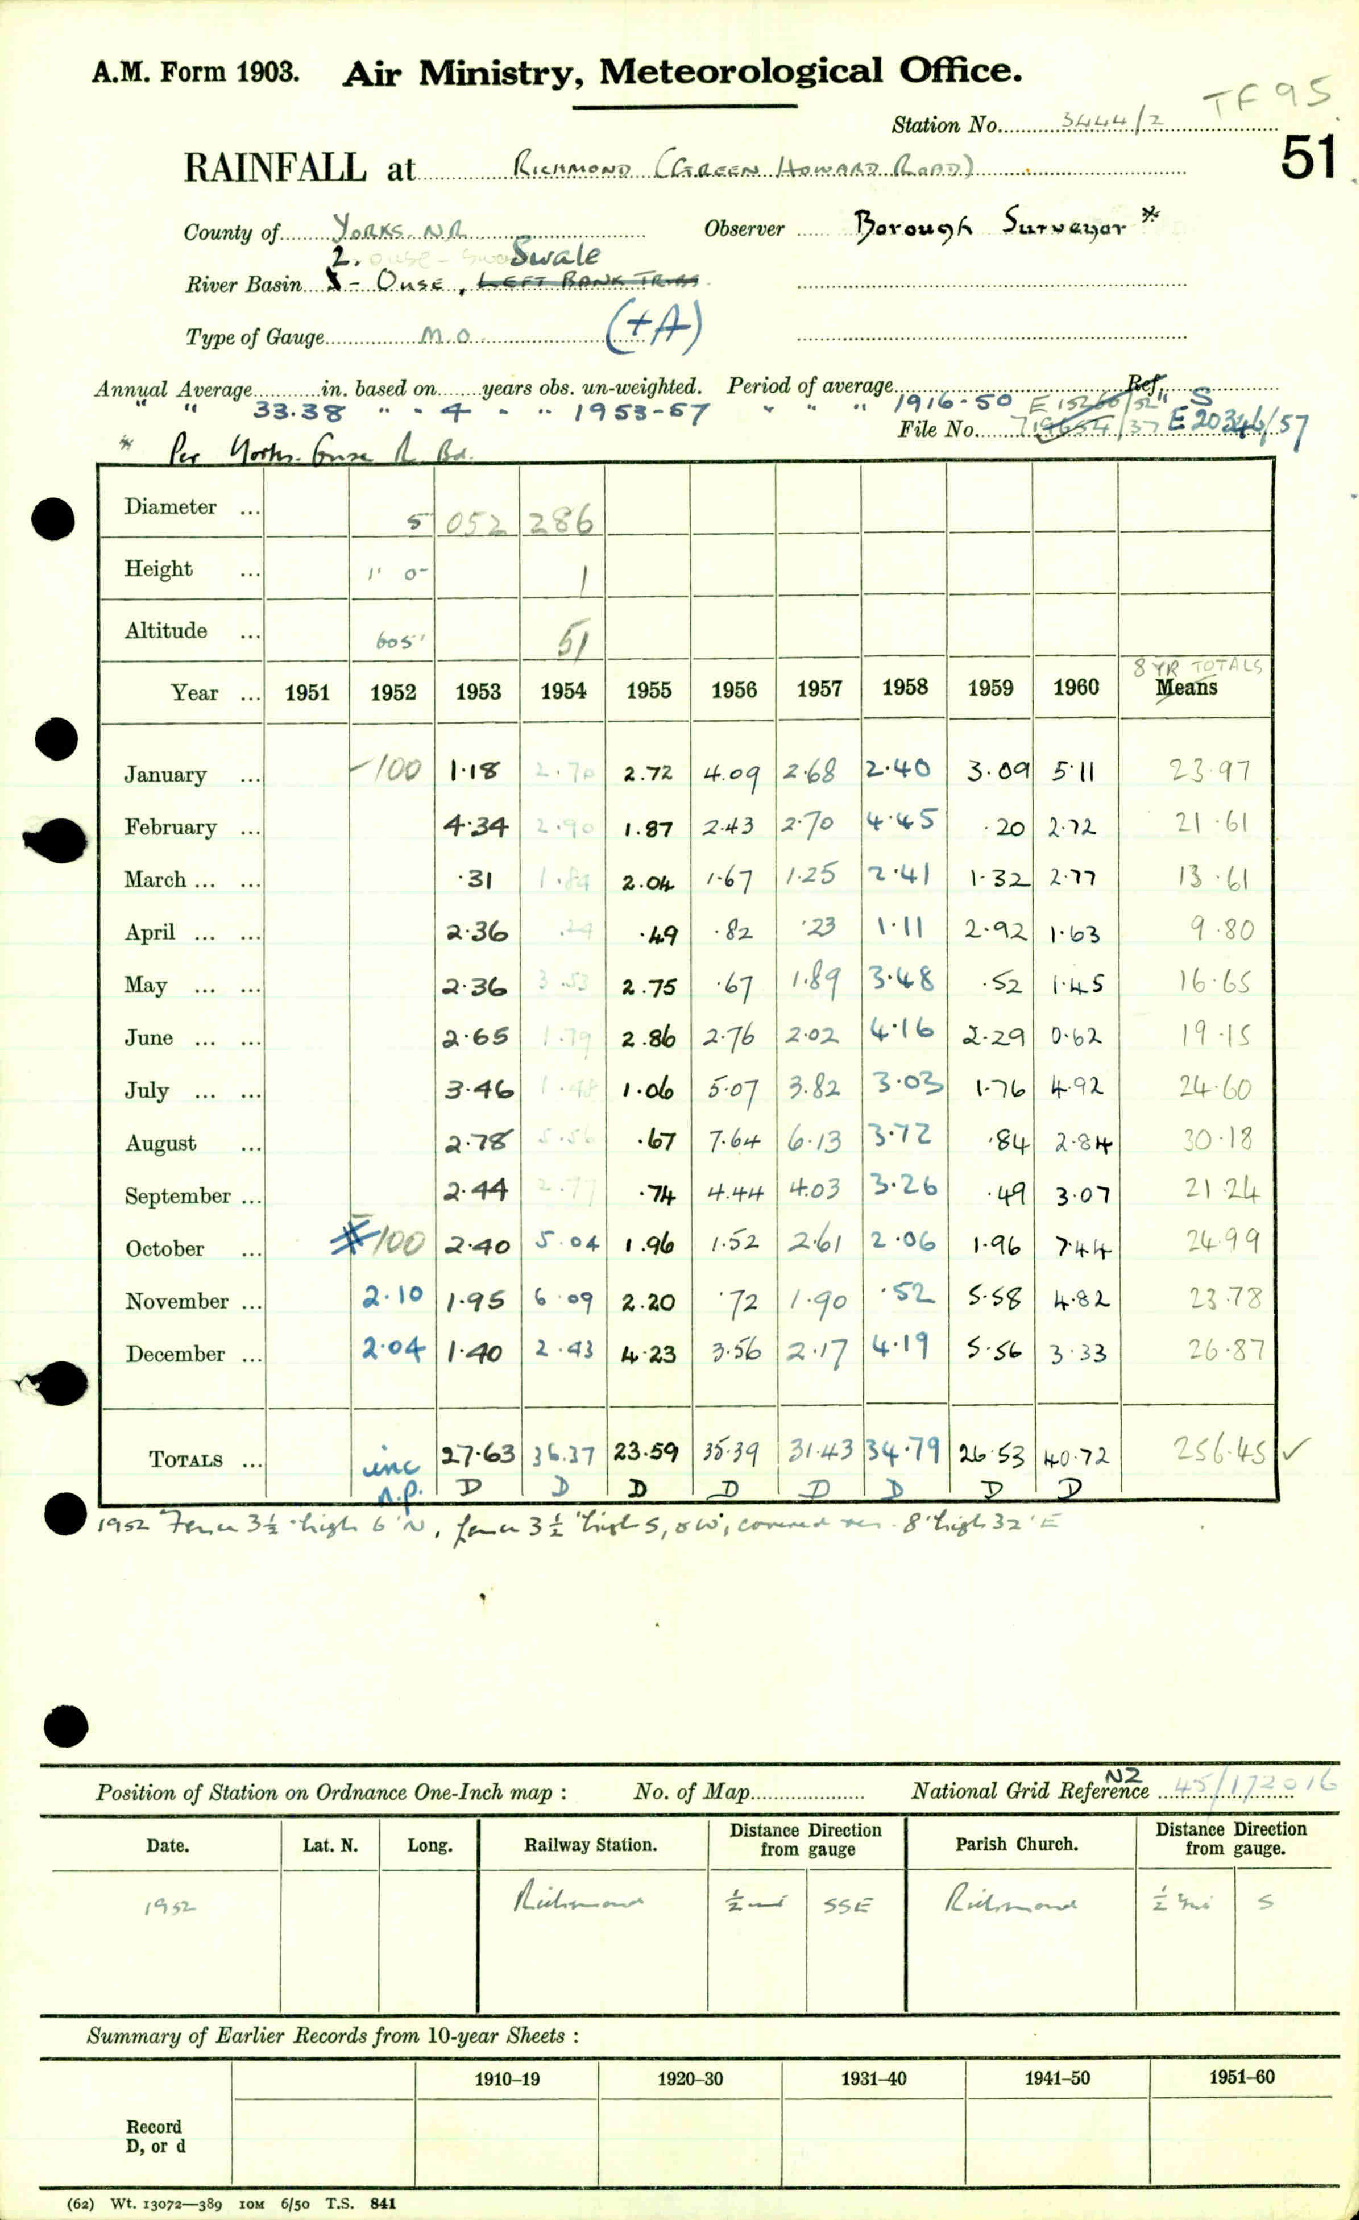 A.M. Form 1903. Air Ministry, Meteorological Office.
TF95
Station No. 3444/2
51
RAINFALL at RICHMOND (GREEN HOWARD ROAD)
County of YORKS. NR Observer Borough Surveyor *
2. Swale
River Basin - OUSE, LEFT BANK TRIBS
Type of Gauge M.O. (+A)
Annual Average in. based on years obs. un-weighted. Period of average Ref.
" " 33.38 " - 4 - " 1953-57 " " " 1916-50 E 15260/52 " S
File No. 719654/37 E 20346/57
* Per Yorks. Ouse R. Bd.
Diameter ... 5 052 286
Height ... 1' 0" 1
Altitude ... 605' 51
8 YR TOTALS
Year ... 1951 1952 1953 1954 1955 1956 1957 1958 1959 1960 Means
January ... -100 1.18 2.70 2.72 4.09 2.68 2.40 3.09 5.11 23.97
February ... 4.34 2.90 1.87 2.43 2.70 4.45 .20 2.72 21.61
March ... ... .31 1.84 2.04 1.67 1.25 2.41 1.32 2.77 13.61
April ... ... 2.36 .24 .49 .82 .23 1.11 2.92 1.63 9.80
May ... ... 2.36 3.53 2.75 .67 1.89 3.48 .52 1.45 16.65
June ... ... 2.65 1.79 2.86 2.76 2.02 4.16 2.29 0.62 19.15
July ... ... 3.46 1.48 1.06 5.07 3.82 3.03 1.76 4.92 24.60
August ... 2.78 5.56 .67 7.64 6.13 3.72 .84 2.84 30.18
September ... 2.44 2.77 .74 4.44 4.03 3.26 .49 3.07 21.24
October ... 100 2.40 5.04 1.96 1.52 2.61 2.06 1.96 7.44 24.99
November ... 2.10 1.95 6.09 2.20 .72 1.90 .52 5.58 4.82 23.78
December ... 2.04 1.40 2.43 4.23 3.56 2.17 4.19 5.56 3.33 26.87
TOTALS ... inc 27.63 36.37 23.59 35.39 31.43 34.79 26.53 40.72 256.45 ✓
n.p. D D D D D D D D
1952 Fence 3½' high 6' N, fence 3½' high S, & W, covered res. 8' high 32' E
Position of Station on Ordnance One-Inch map : No. of Map National Grid Reference NZ 45/172016
Date. Lat. N. Long. Railway Station. Distance Direction from gauge Parish Church. Distance Direction from gauge.
1952 Richmond ½ mi SSE Richmond ½ mi S
Summary of Earlier Records from 10-year Sheets :
1910–19 1920–30 1931–40 1941–50 1951–60
Record
D, or d
(62) Wt. 13072—389 10M 6/50 T.S. 841